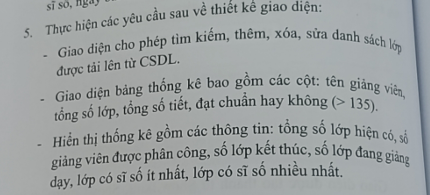 sĩ số, ngày
5. Thực hiện các yêu cầu sau về thiết kế giao diện:
- Giao diện cho phép tìm kiếm, thêm, xóa, sửa danh sách lớp
được tải lên từ CSDL.
- Giao diện bảng thống kê bao gồm các cột: tên giảng viên,
tổng số lớp, tổng số tiết, đạt chuẩn hay không (> 135).
- Hiển thị thống kê gồm các thông tin: tổng số lớp hiện có, số
giảng viên được phân công, số lớp kết thúc, số lớp đang giảng
dạy, lớp có sĩ số ít nhất, lớp có sĩ số nhiều nhất.